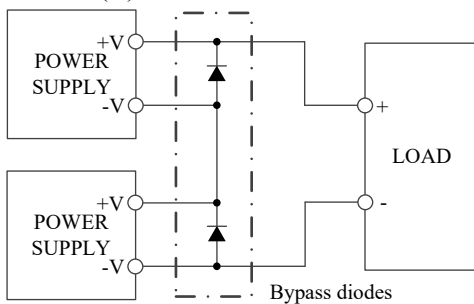 +V
POWER
SUPPLY
-V
+
LOAD
-
+V
POWER
SUPPLY
-V
Bypass diodes